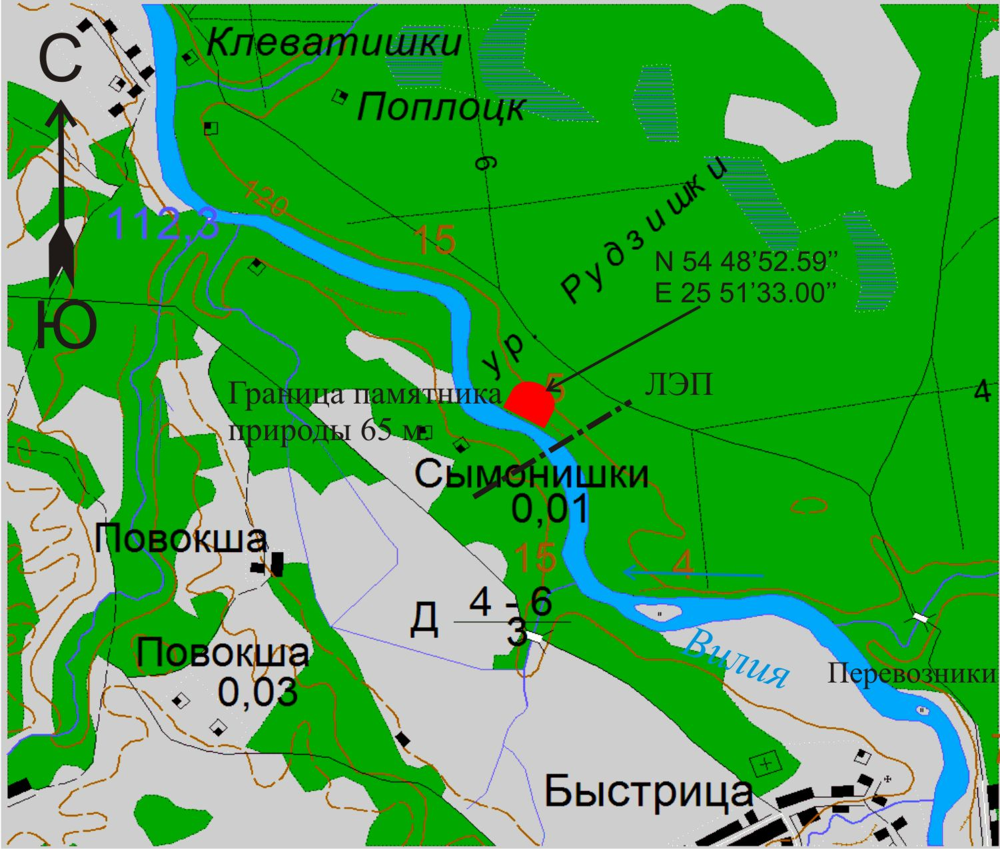 С
Клеватишки
Поплоцк
6
120
112,3
15
ур. Рудзишки
N 54 48’52.59’’
E 25 51’33.00’’
Ю
5
ЛЭП
4
Граница памятника
природы 65 м.
Сымонишки
0,01
Повокша
15
4
Д 4 - 6
3
Вилия
Повокша
0,03
Перевозники
Быстрица